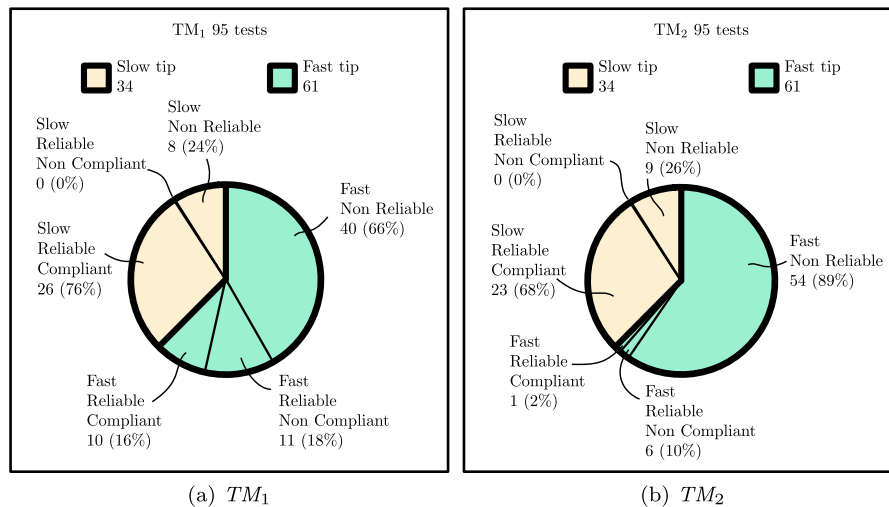 TM1 95 tests
Slow tip
34
Fast tip
61
Slow
Non Reliable
8 (24%)
Slow
Reliable
Non Compliant
0 (0%)
Fast
Non Reliable
40 (66%)
Slow
Reliable
Compliant
26 (76%)
Fast
Reliable
Compliant
10 (16%)
Fast
Reliable
Non Compliant
11 (18%)
(a) TM1
TM2 95 tests
Slow tip
34
Fast tip
61
Slow
Reliable
Non Compliant
0 (0%)
Slow
Non Reliable
9 (26%)
Slow
Reliable
Compliant
23 (68%)
Fast
Non Reliable
54 (89%)
Fast
Reliable
Compliant
1 (2%)
Fast
Reliable
Non Compliant
6 (10%)
(b) TM2